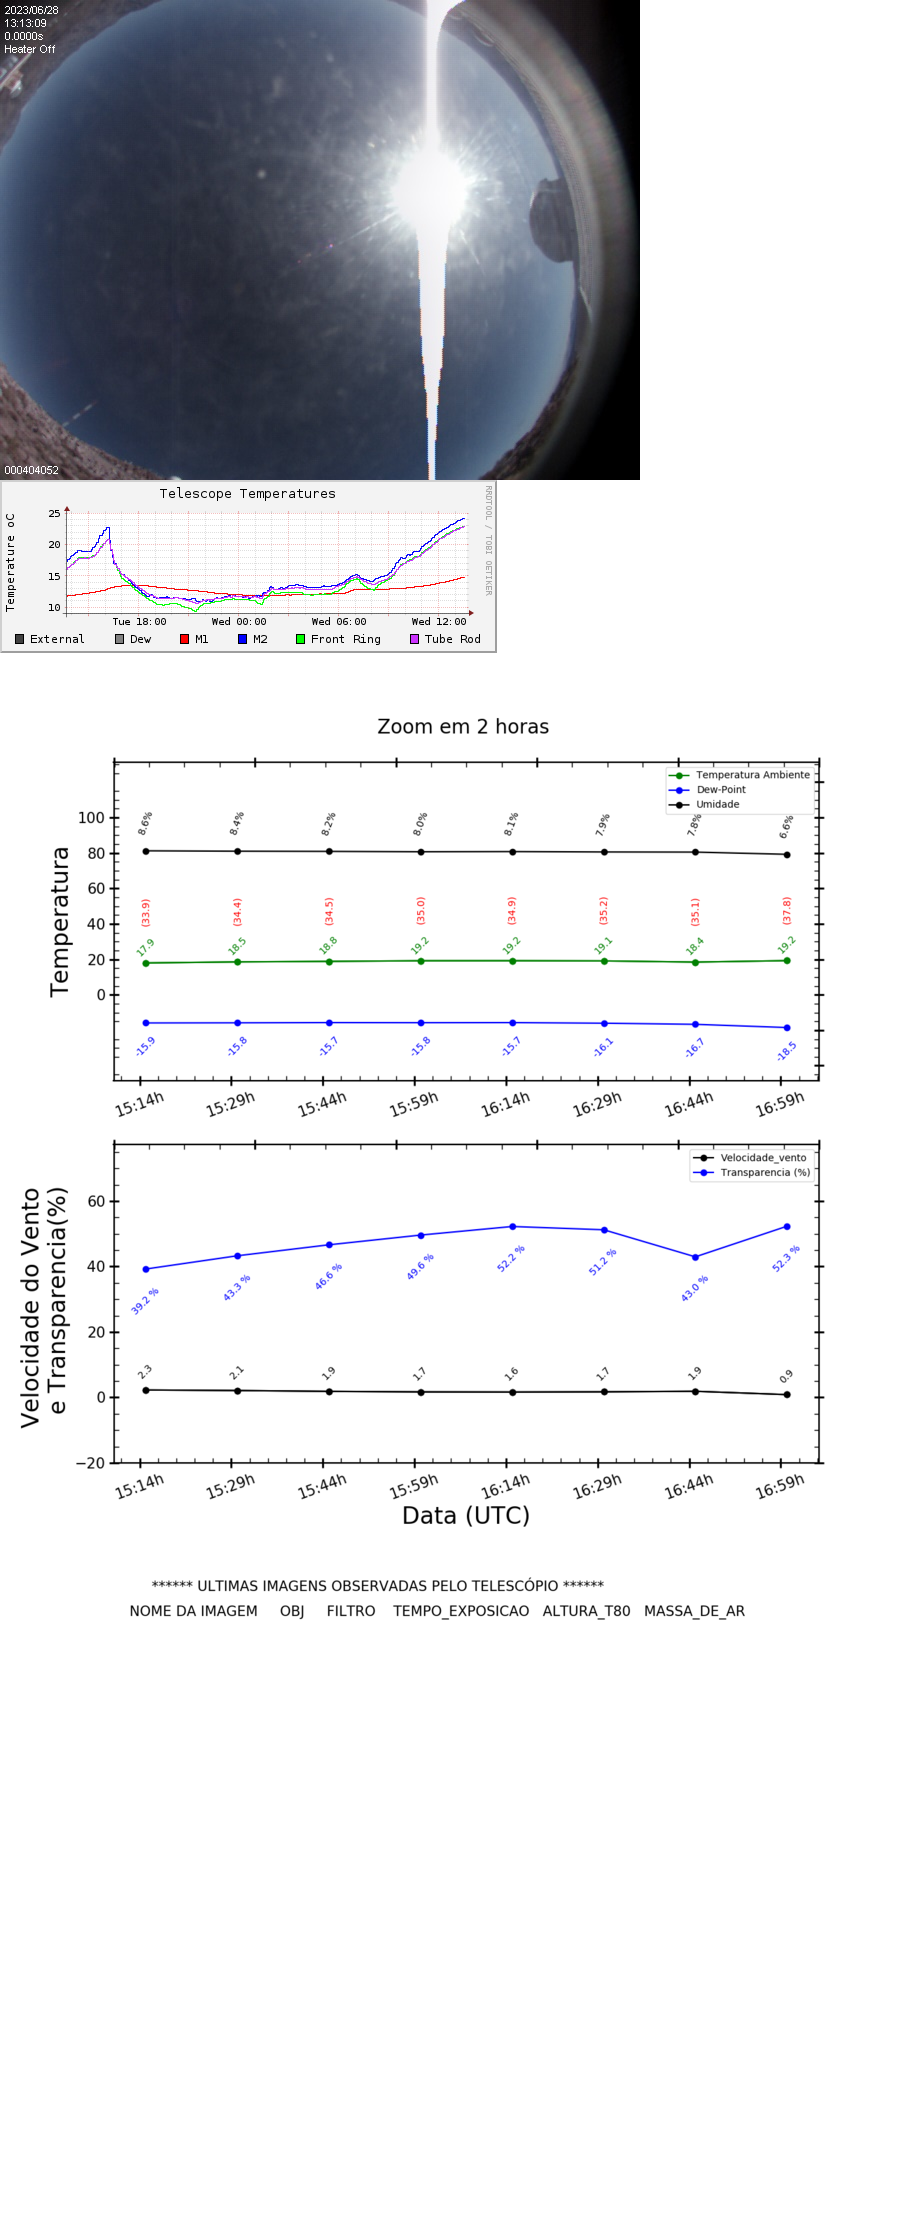 2023/06/28
13:13:09
0.0000s
Heater Off
000404052
Telescope Temperatures
RRDTOOL / TOBI OETIKER
Temperature oC
25
20
15
10
Tue 18:00 Wed 00:00 Wed 06:00 Wed 12:00
External Dew M1 M2 Front Ring Tube Rod
Zoom em 2 horas
Temperatura Ambiente
Dew-Point
Umidade
Temperatura
100
80
60
40
20
0
8.6% 8.4% 8.2% 8.0% 8.1% 7.9% 7.8% 6.6%
(33.9) (34.4) (34.5) (35.0) (34.9) (35.2) (35.1) (37.8)
17.9 18.5 18.8 19.2 19.2 19.1 18.4 19.2
-15.9 -15.8 -15.7 -15.8 -15.7 -16.1 -16.7 -18.5
15:14h 15:29h 15:44h 15:59h 16:14h 16:29h 16:44h 16:59h
Velocidade_vento
Transparencia (%)
Velocidade do Vento
e Transparencia(%)
60
40
20
0
−20
39.2 % 43.3 % 46.6 % 49.6 % 52.2 % 51.2 % 43.0 % 52.3 %
2.3 2.1 1.9 1.7 1.6 1.7 1.9 0.9
15:14h 15:29h 15:44h 15:59h 16:14h 16:29h 16:44h 16:59h
Data (UTC)
****** ULTIMAS IMAGENS OBSERVADAS PELO TELESCÓPIO ******
NOME DA IMAGEM OBJ FILTRO TEMPO_EXPOSICAO ALTURA_T80 MASSA_DE_AR